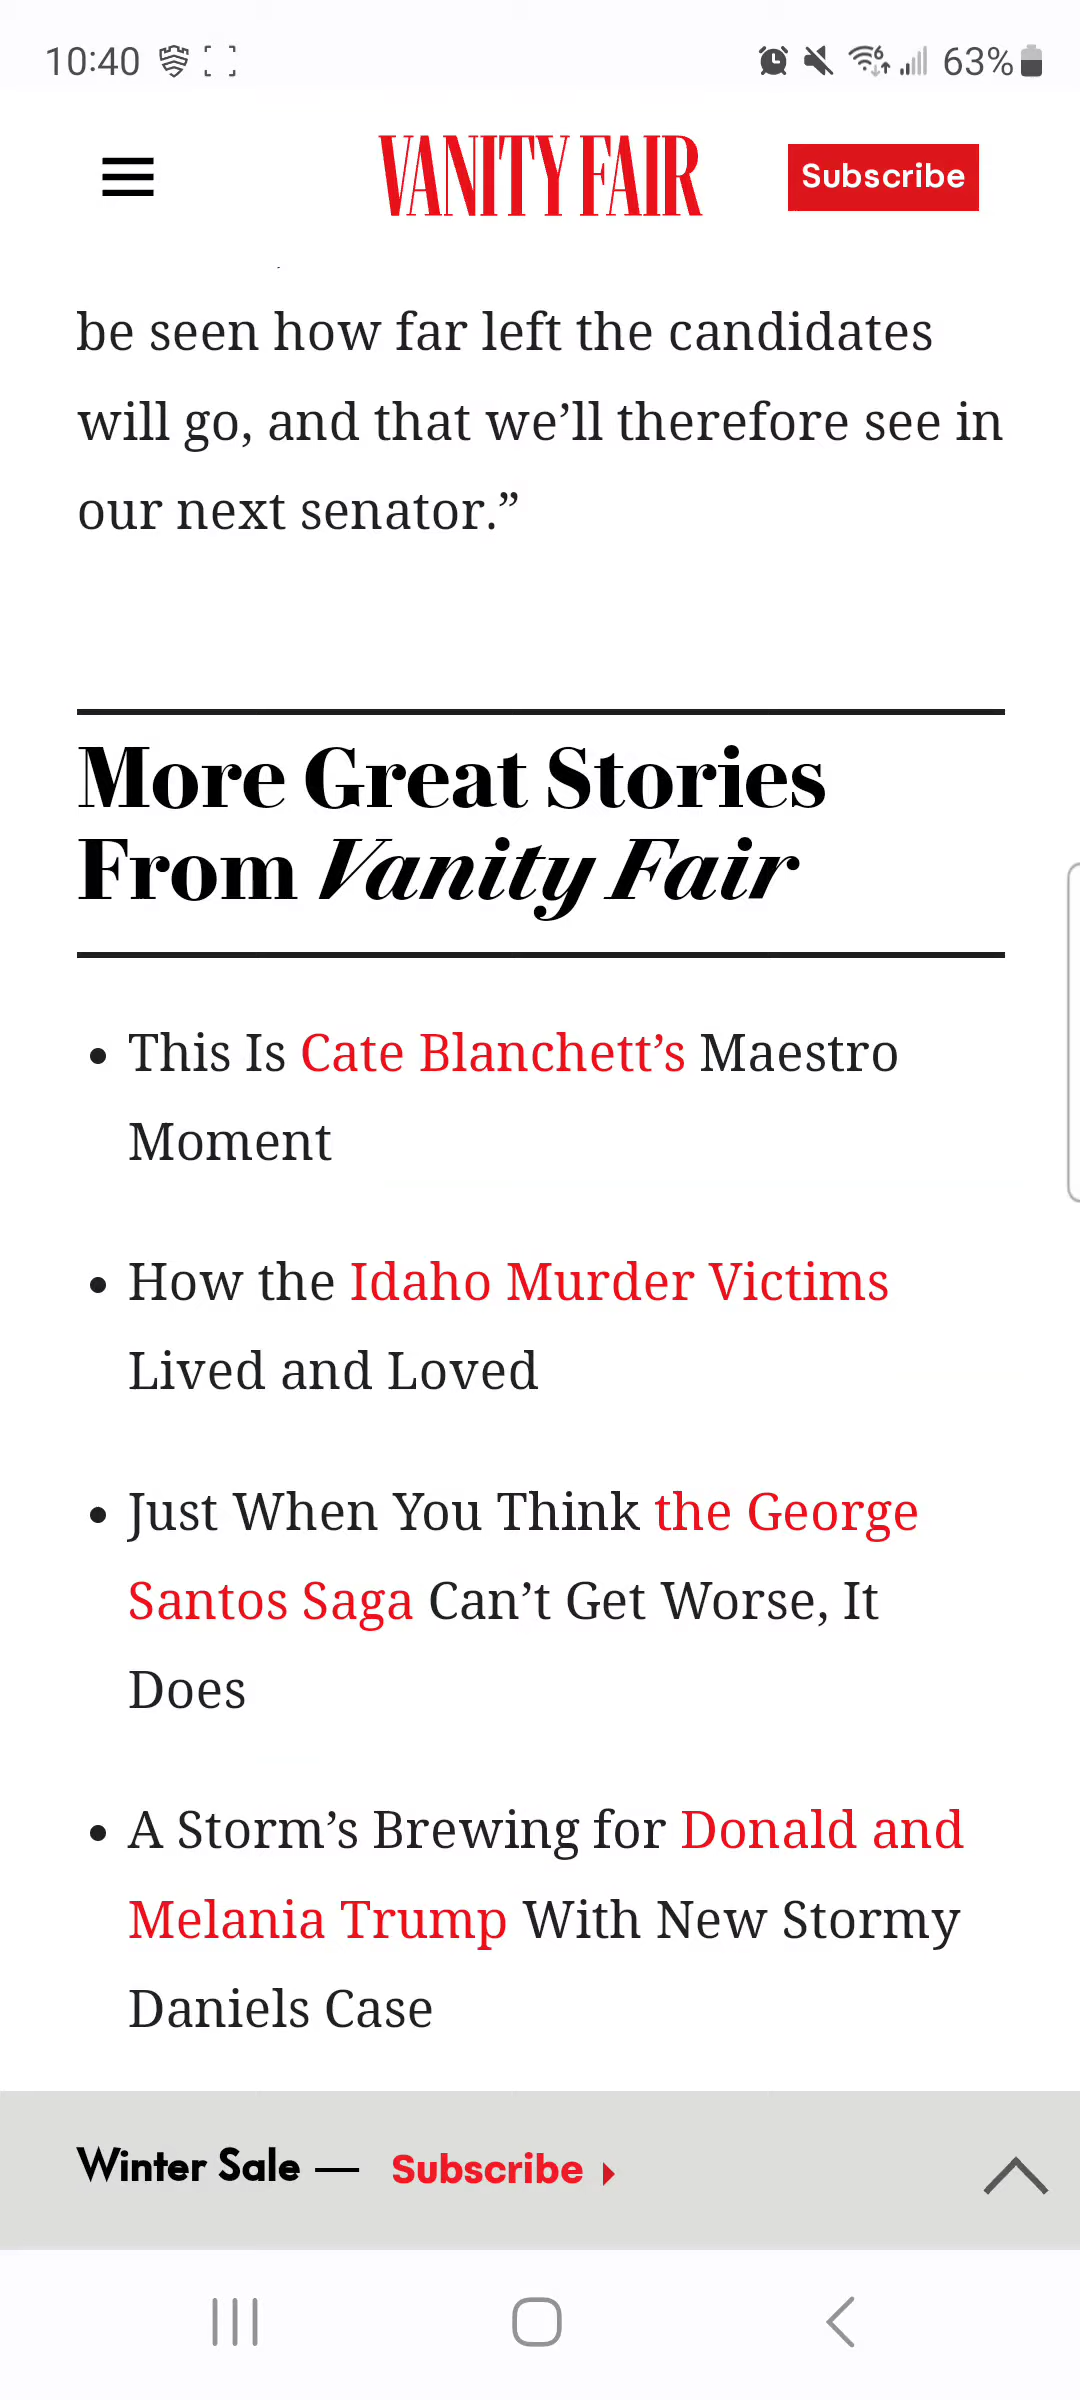 10:40 63%
VANITY FAIR Subscribe
be seen how far left the candidates
will go, and that we’ll therefore see in
our next senator.”
More Great Stories
From Vanity Fair
• This Is Cate Blanchett’s Maestro
Moment
• How the Idaho Murder Victims
Lived and Loved
• Just When You Think the George
Santos Saga Can’t Get Worse, It
Does
• A Storm’s Brewing for Donald and
Melania Trump With New Stormy
Daniels Case
Winter Sale — Subscribe